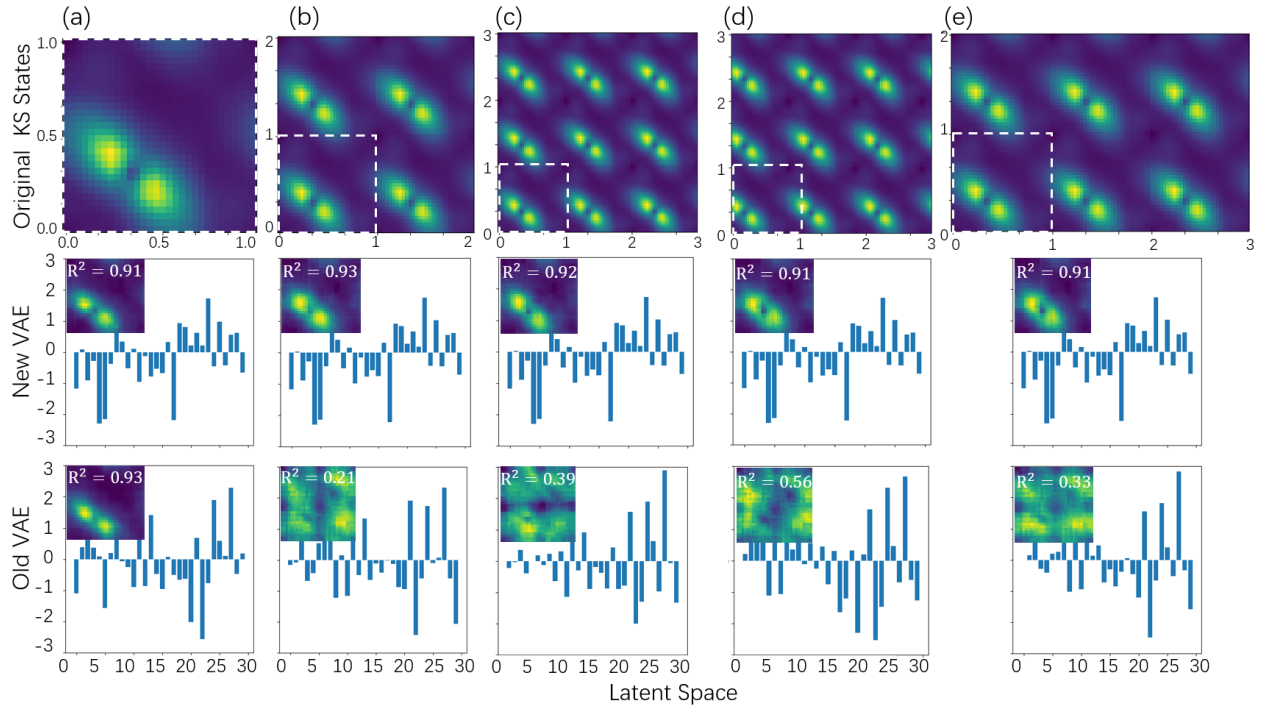 (a) (b) (c) (d) (e)
Original KS States
1.0 0.5 0.0
0.0 0.5 1.0
2 1 0
0 1 2
3 2 1 0
0 1 2 3
3 2 1 0
0 1 2 3
2 1 0
0 1 2 3
New VAE
3 2 1 0 -1 -2 -3
R² = 0.91
R² = 0.93
R² = 0.92
R² = 0.91
R² = 0.91
Old VAE
3 2 1 0 -1 -2 -3
R² = 0.93
R² = 0.21
R² = 0.39
R² = 0.56
R² = 0.33
0 5 10 15 20 25 30
0 5 10 15 20 25 30
0 5 10 15 20 25 30
0 5 10 15 20 25 30
0 5 10 15 20 25 30
Latent Space